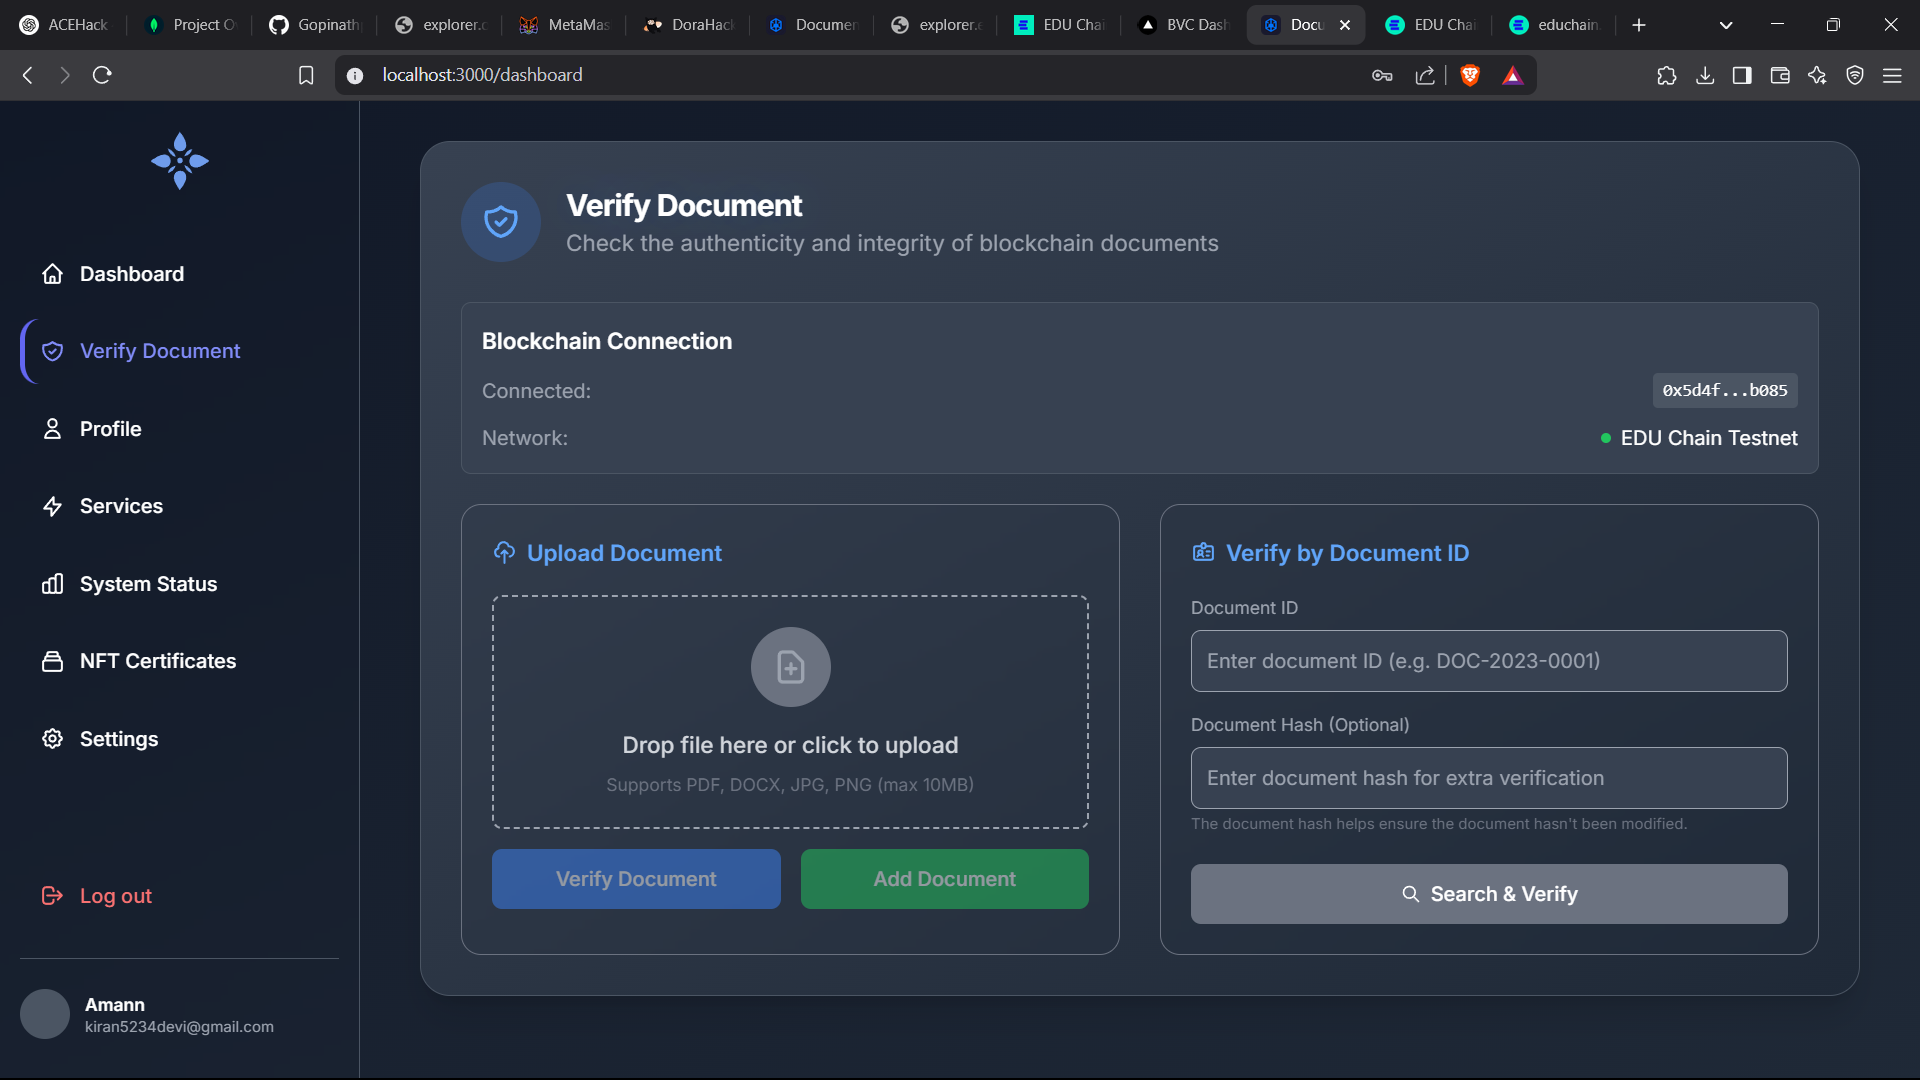 ACEHack
Project O
Gopinath
explorer.c
MetaMas
DoraHack
Documen
explorer.e
EDU Chai
BVC Dash
Docu
EDU Chai
educhain.
localhost:3000/dashboard
Dashboard
Verify Document
Profile
Services
System Status
NFT Certificates
Settings
Log out
Amann
kiran5234devi@gmail.com
Verify Document
Check the authenticity and integrity of blockchain documents
Blockchain Connection
Connected:
0x5d4f...b085
Network:
EDU Chain Testnet
Upload Document
Drop file here or click to upload
Supports PDF, DOCX, JPG, PNG (max 10MB)
Verify Document
Add Document
Verify by Document ID
Document ID
Enter document ID (e.g. DOC-2023-0001)
Document Hash (Optional)
Enter document hash for extra verification
The document hash helps ensure the document hasn't been modified.
Search & Verify